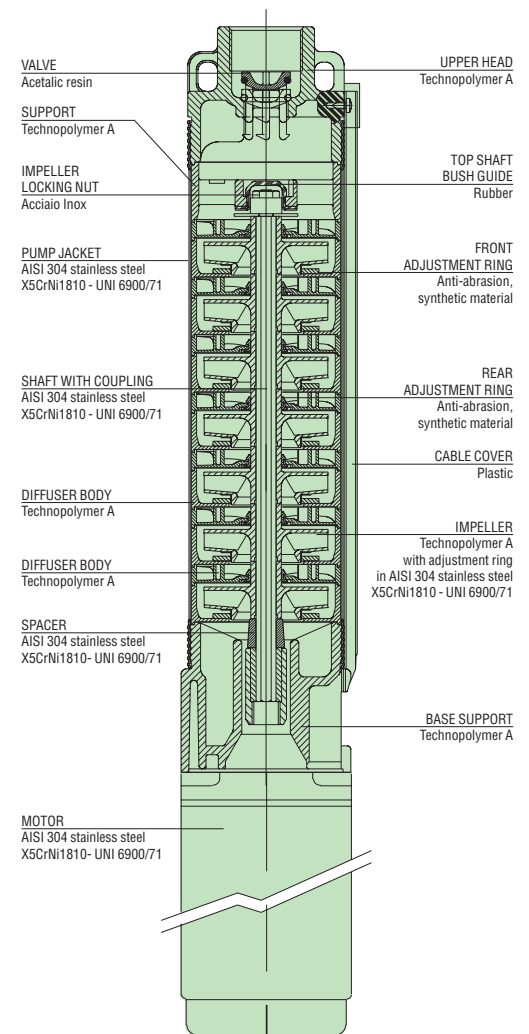 VALVE
Acetalic resin
SUPPORT
Technopolymer A
IMPELLER
LOCKING NUT
Acciaio Inox
PUMP JACKET
AISI 304 stainless steel
X5CrNi1810 - UNI 6900/71
SHAFT WITH COUPLING
AISI 304 stainless steel
X5CrNi1810 - UNI 6900/71
DIFFUSER BODY
Technopolymer A
DIFFUSER BODY
Technopolymer A
SPACER
AISI 304 stainless steel
X5CrNi1810- UNI 6900/71
MOTOR
AISI 304 stainless steel
X5CrNi1810- UNI 6900/71
UPPER HEAD
Technopolymer A
TOP SHAFT
BUSH GUIDE
Rubber
FRONT
ADJUSTMENT RING
Anti-abrasion,
synthetic material
REAR
ADJUSTMENT RING
Anti-abrasion,
synthetic material
CABLE COVER
Plastic
IMPELLER
Technopolymer A
with adjustment ring
in AISI 304 stainless steel
X5CrNi1810 - UNI 6900/71
BASE SUPPORT
Technopolymer A